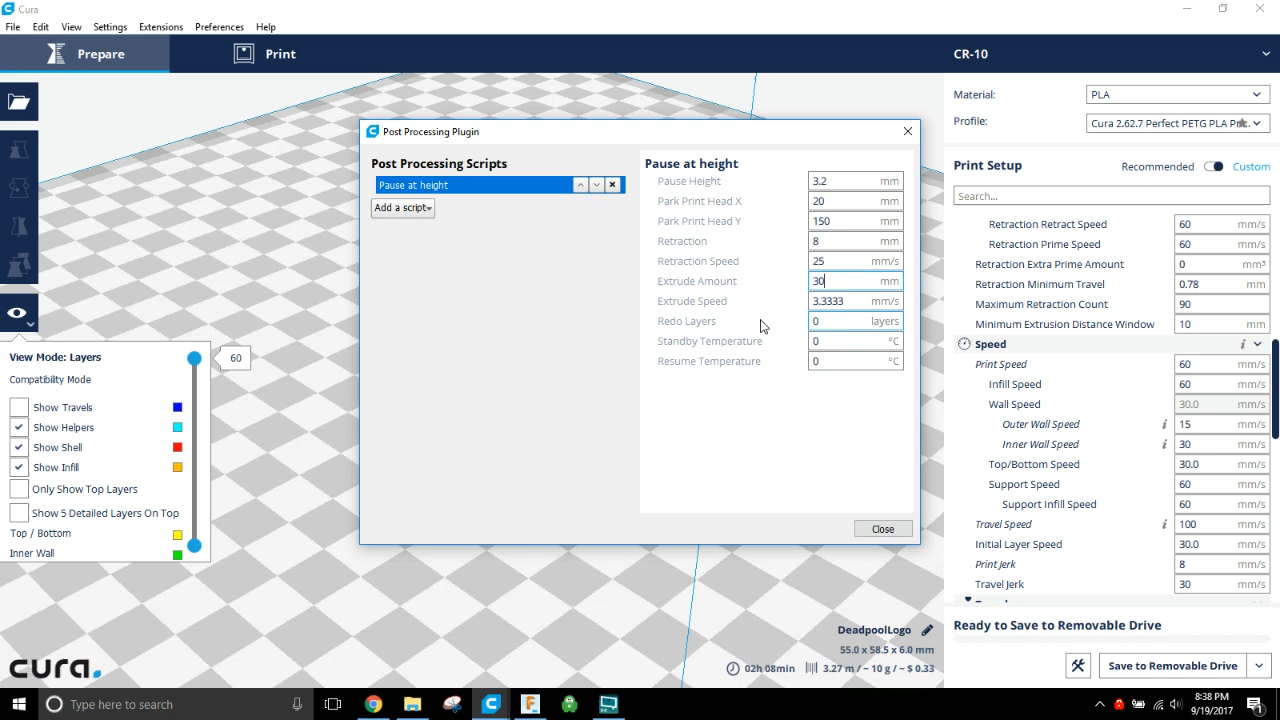 Cura
File Edit View Settings Extensions Preferences Help
Prepare Print CR-10
Material: PLA
Profile: Cura 2.62.7 Perfect PETG PLA
Print Setup Recommended Custom
Search...
Retraction Retract Speed 60 mm/s
Retraction Prime Speed 60 mm/s
Retraction Extra Prime Amount 0 mm³
Retraction Minimum Travel 0.78 mm
Maximum Retraction Count 90
Minimum Extrusion Distance Window 10 mm
Speed
Print Speed 60 mm/s
Infill Speed 60 mm/s
Wall Speed 30.0 mm/s
Outer Wall Speed 15 mm/s
Inner Wall Speed 30 mm/s
Top/Bottom Speed 30.0 mm/s
Support Speed 60 mm/s
Support Infill Speed 60 mm/s
Travel Speed 100 mm/s
Initial Layer Speed 30.0 mm/s
Print Jerk 8 mm/s
Travel Jerk 30 mm/s
Ready to Save to Removable Drive
Save to Removable Drive
Post Processing Plugin
Post Processing Scripts
Pause at height
Add a script
Pause at height
Pause Height 3.2 mm
Park Print Head X 20 mm
Park Print Head Y 150 mm
Retraction 8 mm
Retraction Speed 25 mm/s
Extrude Amount 30 mm
Extrude Speed 3.3333 mm/s
Redo Layers 0 layers
Standby Temperature 0 °C
Resume Temperature 0 °C
Close
View Mode: Layers 60
Compatibility Mode
Show Travels
Show Helpers
Show Shell
Show Infill
Only Show Top Layers
Show 5 Detailed Layers On Top
Top / Bottom
Inner Wall
DeadpoolLogo
55.0 x 58.5 x 6.0 mm
02h 08min 3.27 m / ~ 10 g / ~ $ 0.33
cura.
Type here to search
8:38 PM
9/19/2017